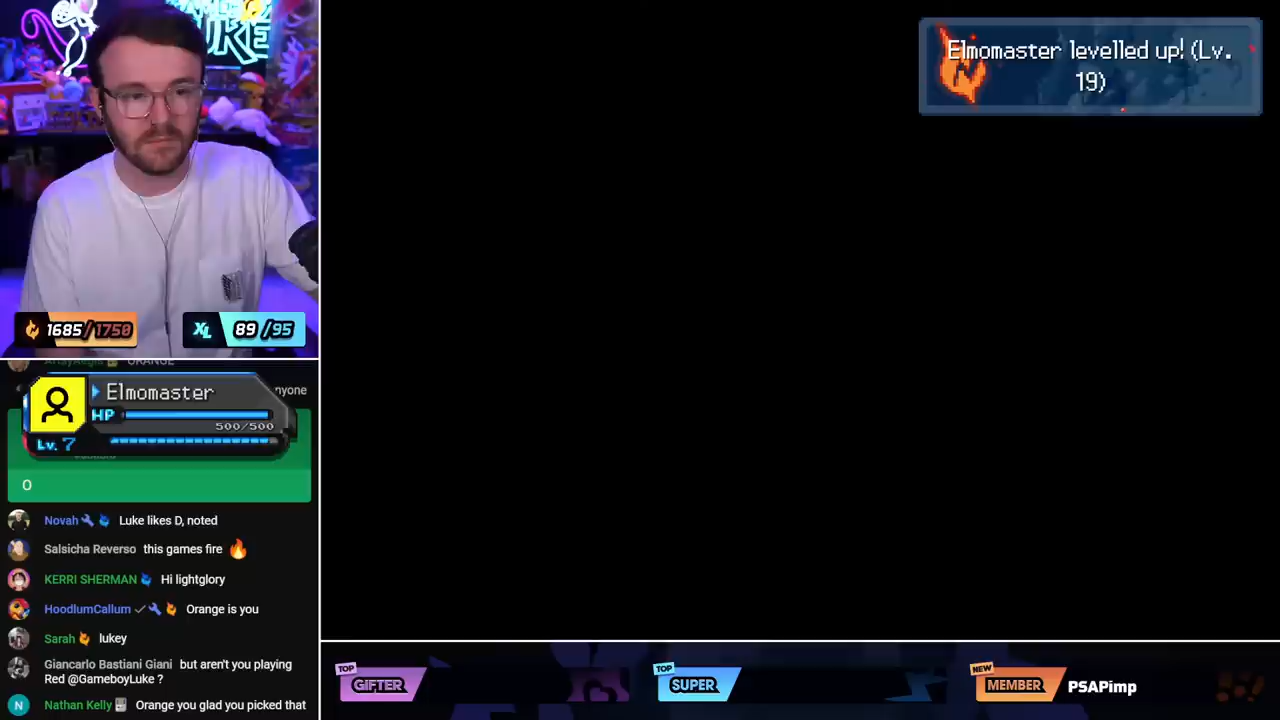 UKE
Elmomaster levelled up! (Lv.
19)
1685/1750
XL 89/95
ORANGE
Elmomaster
nyone
HP
500/500
Lv. 7
O
Novah Luke likes D, noted
Salsicha Reverso this games fire 🔥
KERRI SHERMAN Hi lightglory
HoodlumCallum Orange is you
Sarah lukey
Giancarlo Bastiani Giani but aren't you playing
Red @GameboyLuke ?
N Nathan Kelly Orange you glad you picked that
TOP
GIFTER
TOP
SUPER
NEW
MEMBER PSAPimp